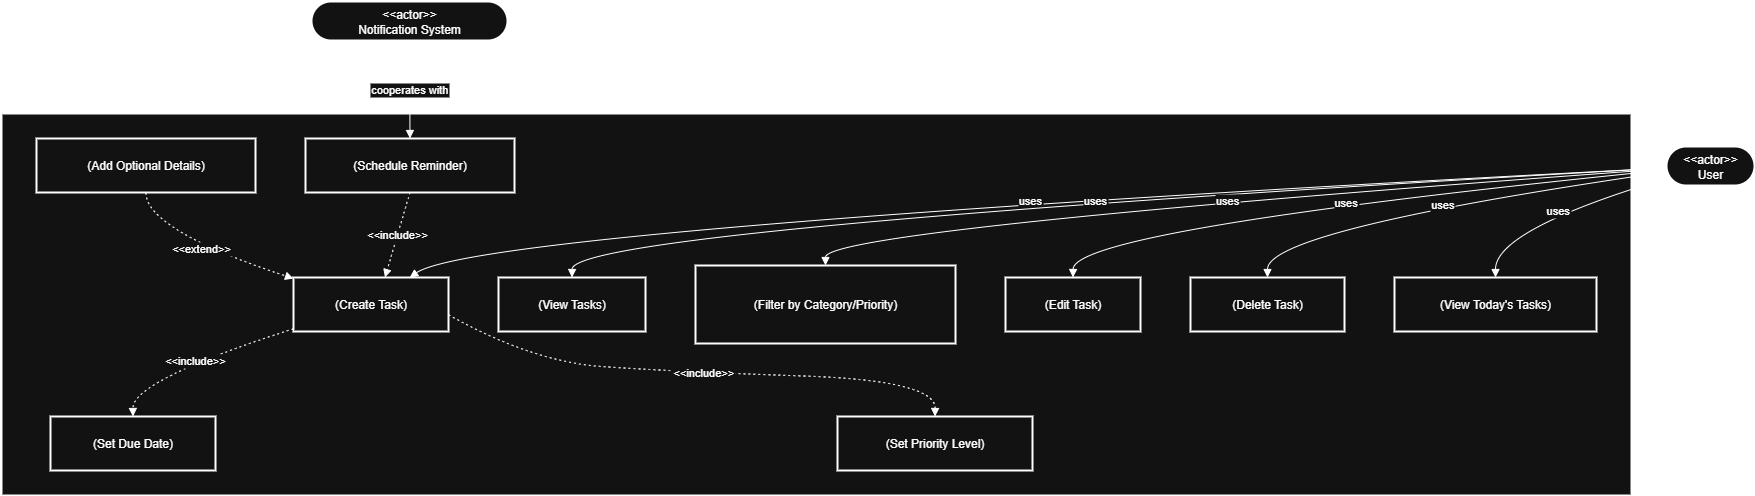 <<actor>>
Notification System
cooperates with
(Add Optional Details)
(Schedule Reminder)
<<actor>>
User
uses
uses
uses
uses
uses
uses
<<include>>
<<extend>>
(Create Task)
(View Tasks)
(Filter by Category/Priority)
(Edit Task)
(Delete Task)
(View Today's Tasks)
<<include>>
<<include>>
(Set Due Date)
(Set Priority Level)